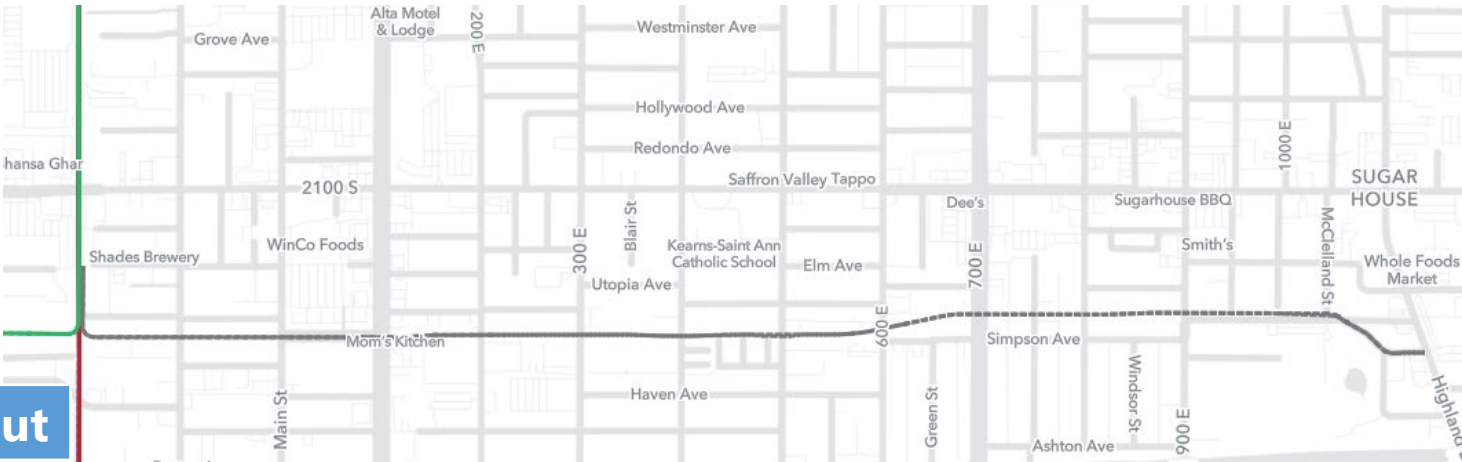 Alta Motel
& Lodge
200 E
Westminster Ave
Grove Ave
Hollywood Ave
1000 E
Redondo Ave
hansa Ghar
2100 S
Saffron Valley Tappo
SUGAR
HOUSE
Dee's
Sugarhouse BBQ
Blair St
McClelland St
WinCo Foods
Kearns-Saint Ann
Catholic School
Smith's
Shades Brewery
300 E
Elm Ave
700 E
Whole Foods
Market
Utopia Ave
600 E
Mom's Kitchen
Simpson Ave
Haven Ave
Main St
Green St
Windsor St
900 E
Highland
ut
Ashton Ave